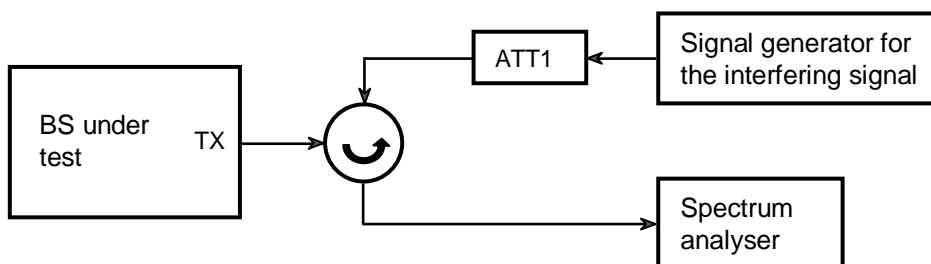 BS under
test
TX
ATT1
Signal generator for
the interfering signal
Spectrum
analyser